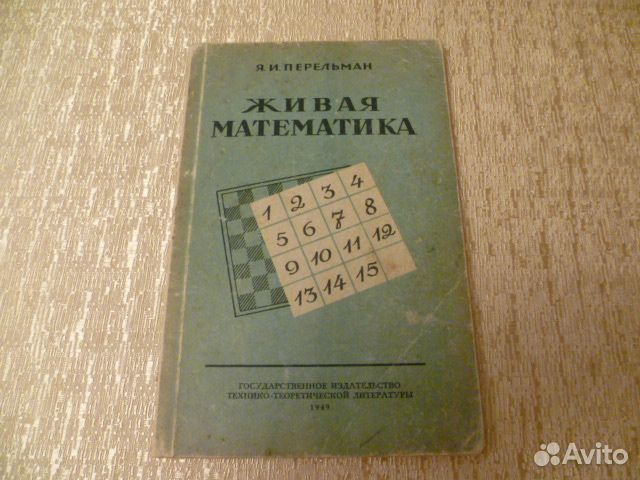 Я. И. ПЕРЕЛЬМАН
ЖИВАЯ
МАТЕМАТИКА
1 2 3 4
5 6 7 8
9 10 11 12
13 14 15
ГОСУДАРСТВЕННОЕ ИЗДАТЕЛЬСТВО
ТЕХНИКО-ТЕОРЕТИЧЕСКОЙ ЛИТЕРАТУРЫ
1949
Avito